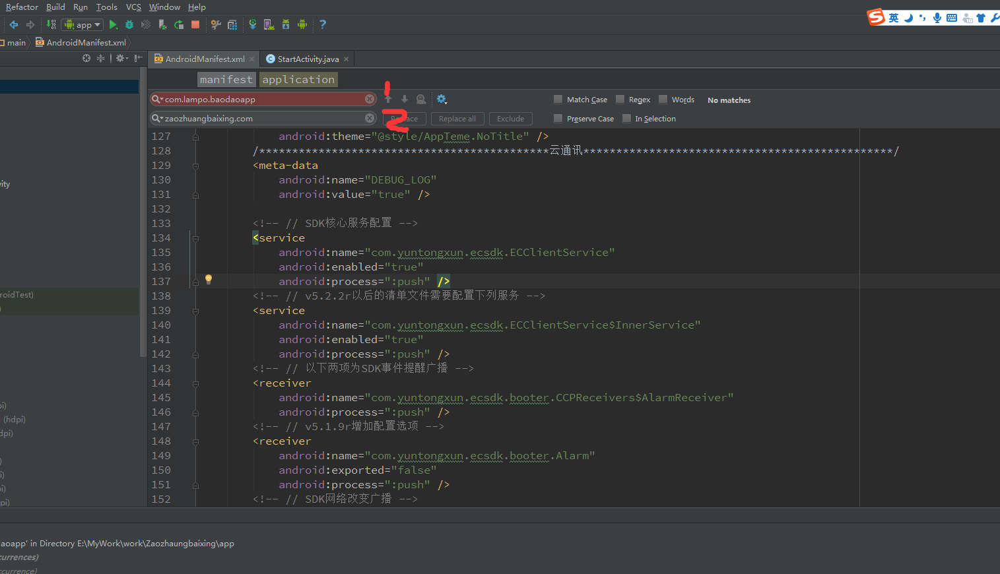 Refactor Build Run Tools VCS Window Help
app
英
main AndroidManifest.xml
AndroidManifest.xml StartActivity.java
manifest application
com.lampo.baodaoapp 1 Match Case Regex Words No matches
zaozhuangbaixing.com 2 Replace Replace all Exclude Preserve Case In Selection
127 android:theme="@style/AppTeme.NoTitle" />
128 /********************************************云通讯***********************************************/
129 <meta-data
130 android:name="DEBUG_LOG"
131 android:value="true" />
132
133 <!-- // SDK核心服务配置 -->
134 <service
135 android:name="com.yuntongxun.ecsdk.ECClientService"
136 android:enabled="true"
137 android:process=":push" />
138 <!-- // v5.2.2r以后的清单文件需要配置下列服务 -->
139 <service
140 android:name="com.yuntongxun.ecsdk.ECClientService$InnerService"
141 android:enabled="true"
142 android:process=":push" />
143 <!-- // 以下两项为SDK事件提醒广播 -->
144 <receiver
145 android:name="com.yuntongxun.ecsdk.booter.CCPReceivers$AlarmReceiver"
146 android:process=":push" />
147 <!-- // v5.1.9r增加配置选项 -->
148 <receiver
149 android:name="com.yuntongxun.ecsdk.booter.Alarm"
150 android:exported="false"
151 android:process=":push" />
152 <!-- // SDK网络改变广播 -->
vity
roidTest)
)
pi)
(hdpi)
dpi)
)
i)
pi)
pi)
daoapp' in Directory E:\MyWork\work\Zaozhaungbaixing\app
currences)
ccurrence)